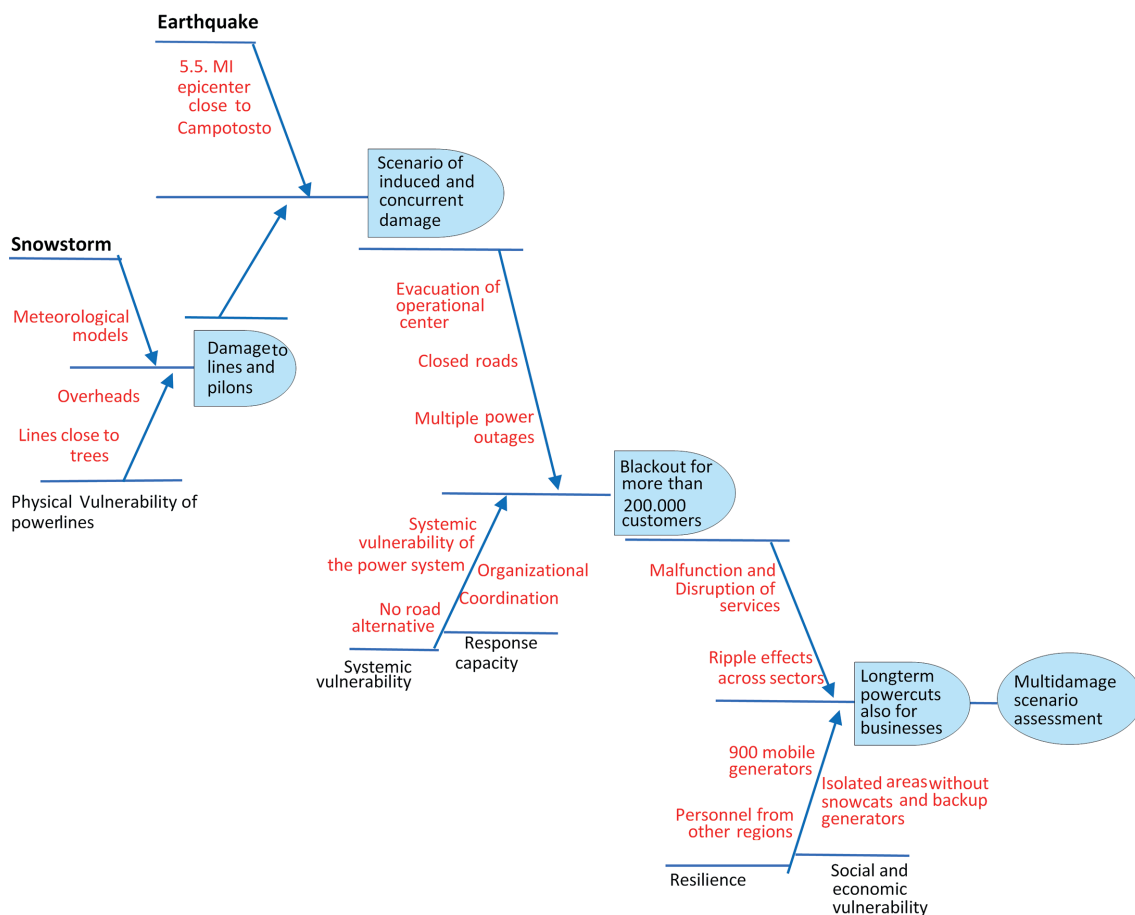 Earthquake
5.5. MI
epicenter
close to
Campotosto
Scenario of
induced and
concurrent
damage
Snowstorm
Meteorological
models
Damage to
lines and
pilons
Overheads
Lines close to
trees
Physical Vulnerability of
powerlines
Evacuation of
operational
center
Closed roads
Multiple power
outages
Blackout for
more than
200.000
customers
Systemic
vulnerability of
the power system
Organizational
Coordination
No road
alternative
Response
capacity
Systemic
vulnerability
Malfunction and
Disruption of
services
Ripple effects
across sectors
Longterm
powercuts
also for
businesses
Multidamage
scenario
assessment
900 mobile
generators
Isolated areas without
snowcats and backup
generators
Personnel from
other regions
Resilience
Social and
economic
vulnerability